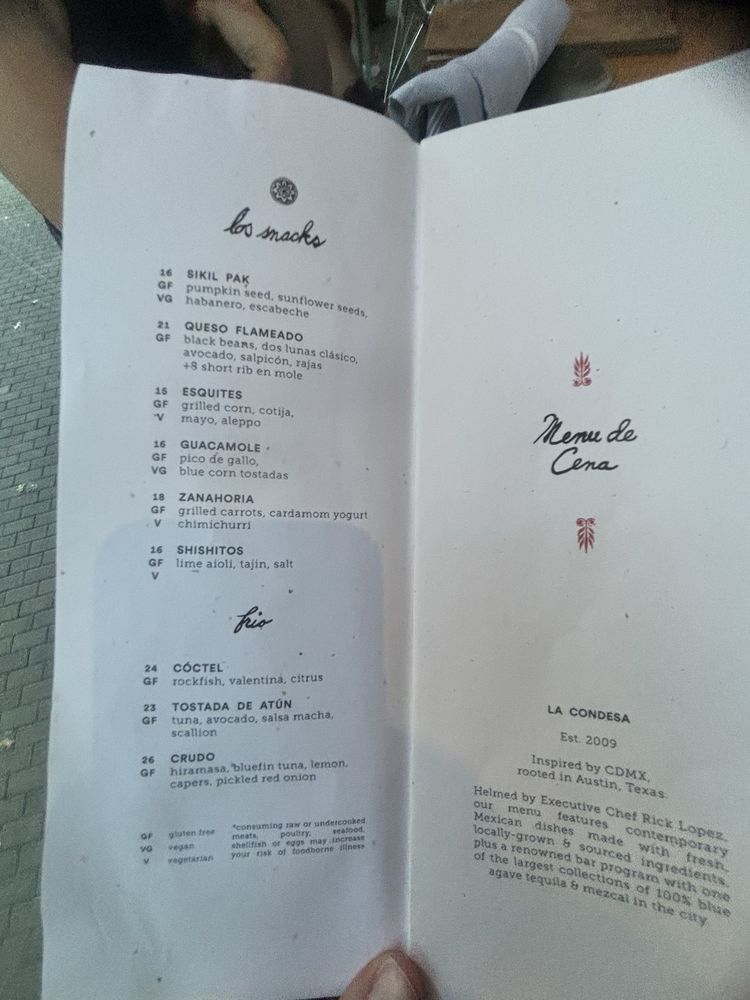 los snacks
16 SIKIL PAK
GF pumpkin seed, sunflower seeds,
VG habanero, escabeche
21 QUESO FLAMEADO
GF black beans, dos lunas clásico,
avocado, salpicón, rajas
+8 short rib en mole
15 ESQUITES
GF grilled corn, cotija,
V mayo, aleppo
16 GUACAMOLE
GF pico de gallo,
VG blue corn tostadas
18 ZANAHORIA
GF grilled carrots, cardamom yogurt
V chimichurri
16 SHISHITOS
GF lime aioli, tajin, salt
V
frio
24 CÓCTEL
GF rockfish, valentina, citrus
23 TOSTADA DE ATÚN
GF tuna, avocado, salsa macha,
scallion
26 CRUDO
GF hiramasa, bluefin tuna, lemon,
capers, pickled red onion
GF gluten free
VG vegan
V vegetarian
*consuming raw or undercooked
meats, poultry, seafood,
shellfish or eggs may increase
your risk of foodborne illness
Menu de
Cena
LA CONDESA
Est. 2009
Inspired by CDMX,
rooted in Austin, Texas.
Helmed by Executive Chef Rick Lopez,
our menu features contemporary
Mexican dishes made with fresh,
locally-grown & sourced ingredients,
plus a renowned bar program with one
of the largest collections of 100% blue
agave tequila & mezcal in the city